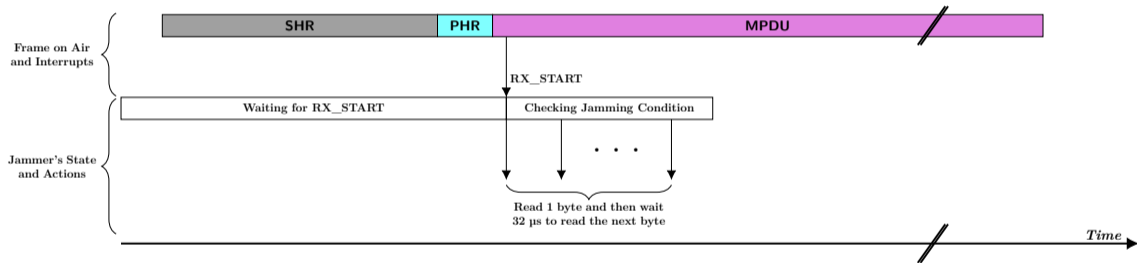 SHR PHR MPDU
Frame on Air
and Interrupts
RX_START
Waiting for RX_START Checking Jamming Condition
. . .
Jammer's State
and Actions
Read 1 byte and then wait
32 µs to read the next byte
Time